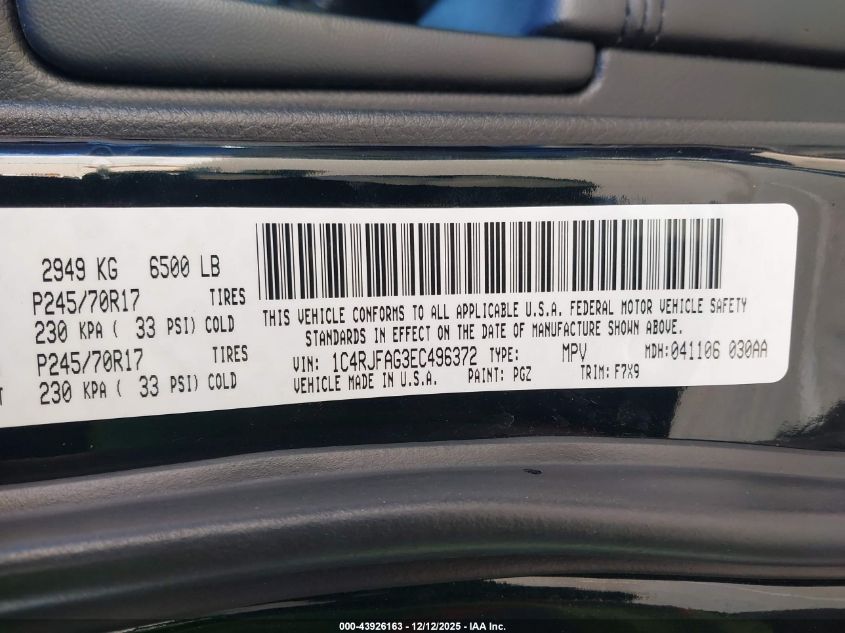 2949 KG 6500 LB
P245/70R17 TIRES
230 KPA ( 33 PSI) COLD
P245/70R17 TIRES
230 KPA ( 33 PSI) COLD
THIS VEHICLE CONFORMS TO ALL APPLICABLE U.S.A. FEDERAL MOTOR VEHICLE SAFETY
STANDARDS IN EFFECT ON THE DATE OF MANUFACTURE SHOWN ABOVE.
VIN: 1C4RJFAG3EC496372 TYPE: MPV MDH:041106 030AA
VEHICLE MADE IN U.S.A. PAINT: PGZ TRIM: F7X9
000-43926163 - 12/12/2025 - IAA Inc.